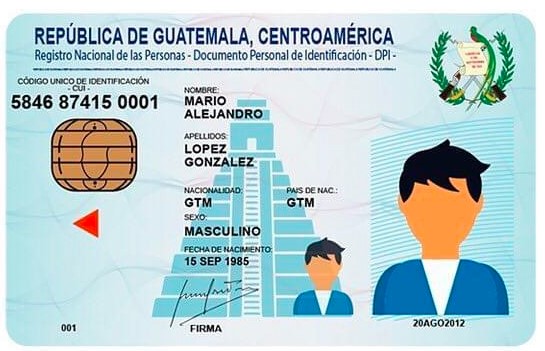 REPÚBLICA DE GUATEMALA, CENTROAMÉRICA
Registro Nacional de las Personas - Documento Personal de Identificación - DPI -
CÓDIGO UNICO DE IDENTIFICACIÓN
- CUI -
5846 87415 0001
NOMBRE:
MARIO
ALEJANDRO
APELLIDOS:
LOPEZ
GONZALEZ
NACIONALIDAD:
PAIS DE NAC.:
GTM
GTM
SEXO:
MASCULINO
FECHA DE NACIMIENTO:
15 SEP 1985
001
FIRMA
20AGO2012